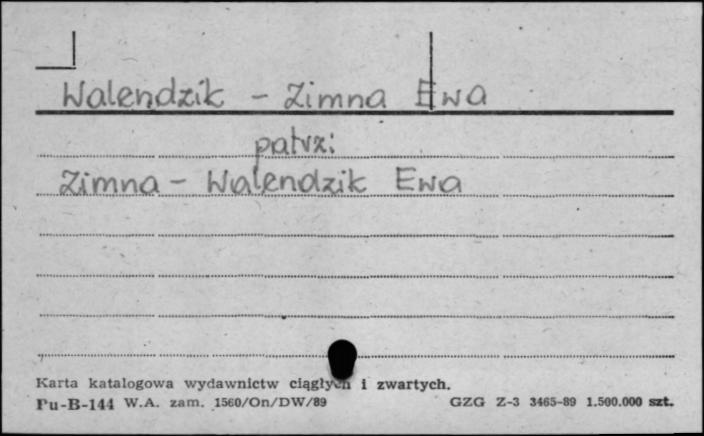 Walendzik - Zimna Ewa
patrz:
Zimna - Walendzik Ewa
Karta katalogowa wydawnictw ciągłych i zwartych.
Pu-B-144 W.A. zam. 1560/On/DW/89 GZG Z-3 3465-89 1.500.000 szt.